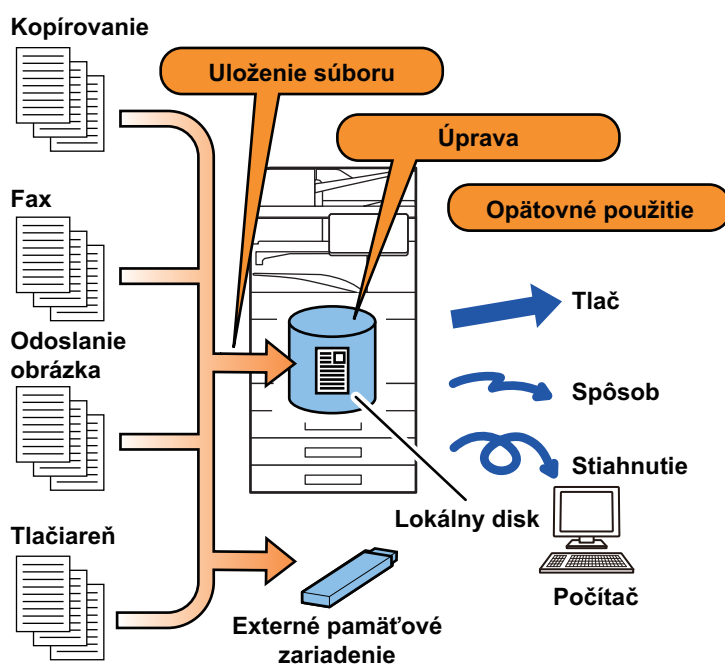 Kopírovanie
Uloženie súboru
Úprava
Fax
Opätovné použitie
Tlač
Odoslanie
obrázka
Spôsob
Stiahnutie
Lokálny disk
Tlačiareň
Počítač
Externé pamäťové
zariadenie